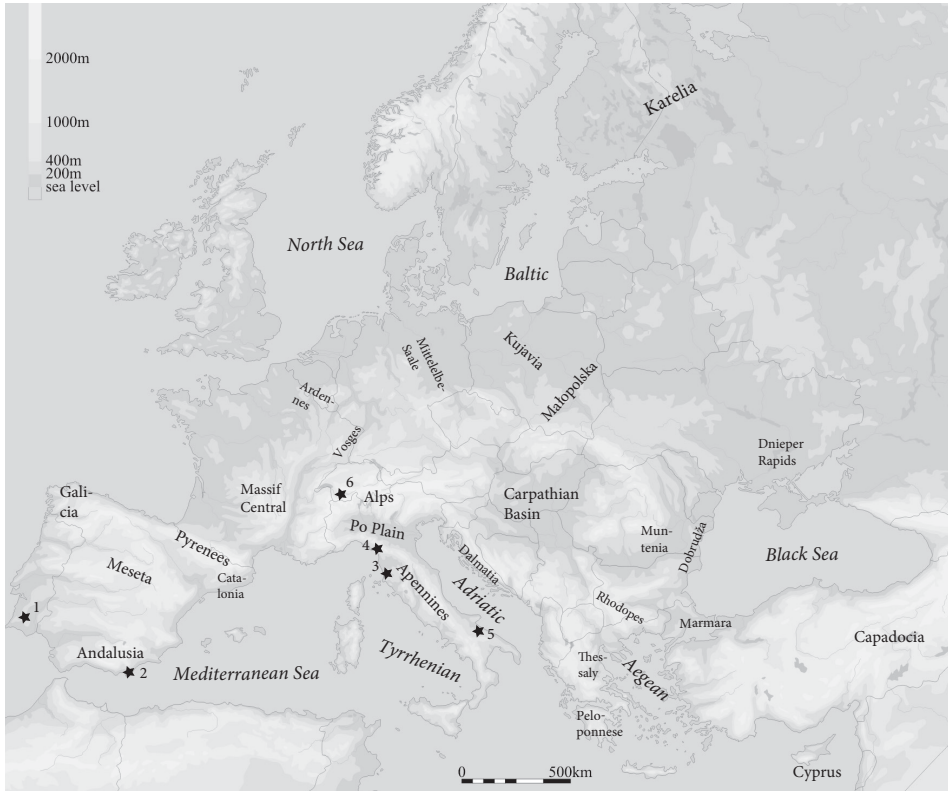 2000m
1000m
400m
200m
sea level
Karelia
North Sea
Baltic
Mittelelbe-
Saale
Kujavia
Malopolska
Arden-
nes
Vosges
Dnieper
Rapids
6
Alps
Massif
Central
Carpathian
Basin
Gali-
cia
Po Plain
4
3
Mun-
tenia
Dobrudža
Black Sea
Pyrenees
Meseta
Cata-
lonia
Dalmatia
Adriatic
Apennines
Rhodopes
Marmara
1
5
Capadocia
Andalusia
2
Mediterranean Sea
Tyrrhenian
Thes-
saly
Aegean
Pelo-
ponnese
0
500km
Cyprus